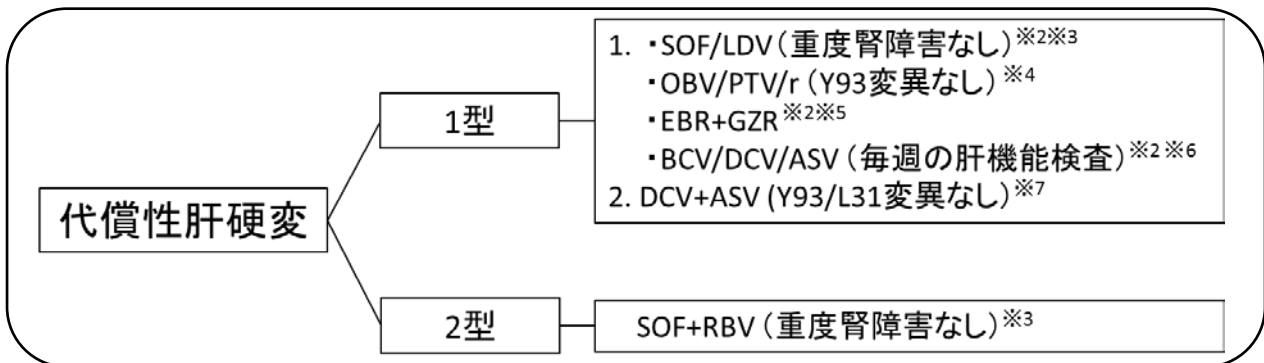 代償性肝硬変
1型
1. ・SOF/LDV（重度腎障害なし）※2※3
・OBV/PTV/r (Y93変異なし）※4
・EBR+GZR※2※5
・BCV/DCV/ASV（毎週の肝機能検査）※2 ※6
2. DCV+ASV (Y93/L31変異なし）※7
2型
SOF+RBV（重度腎障害なし）※3